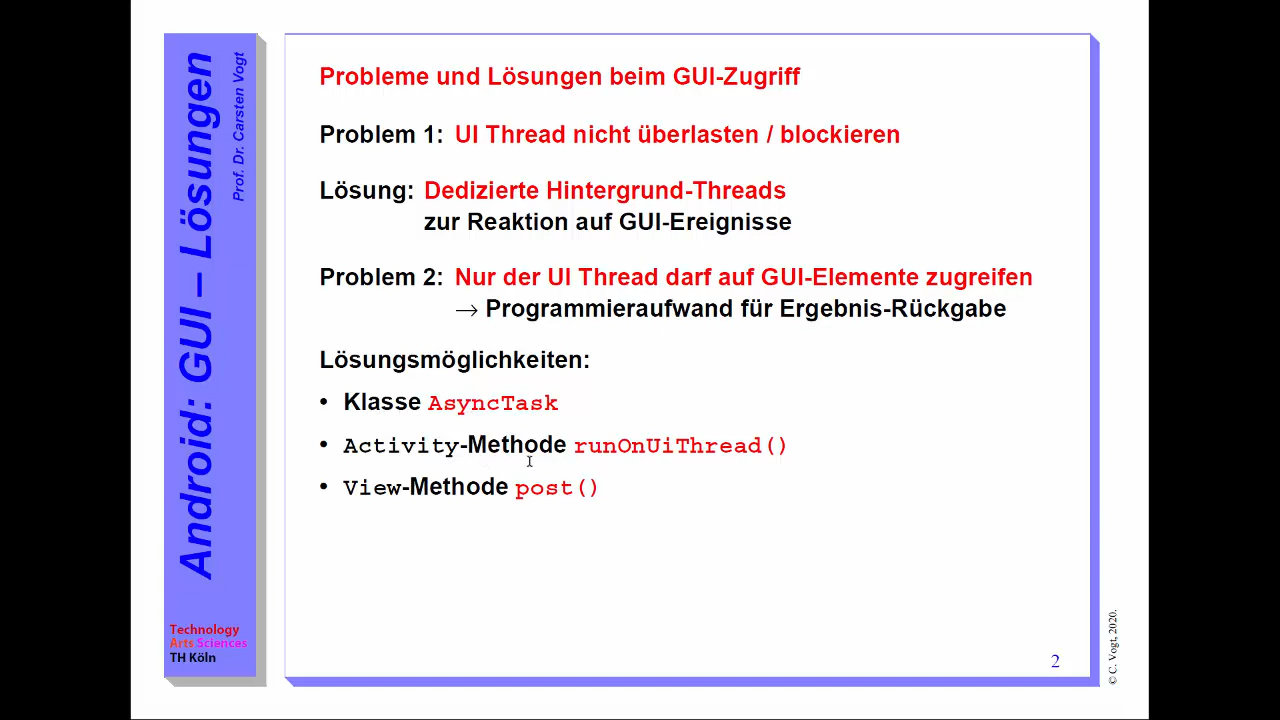 Android: GUI – Lösungen
Prof. Dr. Carsten Vogt
Technology
Arts Sciences
TH Köln
Probleme und Lösungen beim GUI-Zugriff
Problem 1: UI Thread nicht überlasten / blockieren
Lösung: Dedizierte Hintergrund-Threads
zur Reaktion auf GUI-Ereignisse
Problem 2: Nur der UI Thread darf auf GUI-Elemente zugreifen
→ Programmieraufwand für Ergebnis-Rückgabe
Lösungsmöglichkeiten:
• Klasse AsyncTask
• Activity-Methode runOnUiThread()
• View-Methode post()
2
© C. Vogt, 2020.